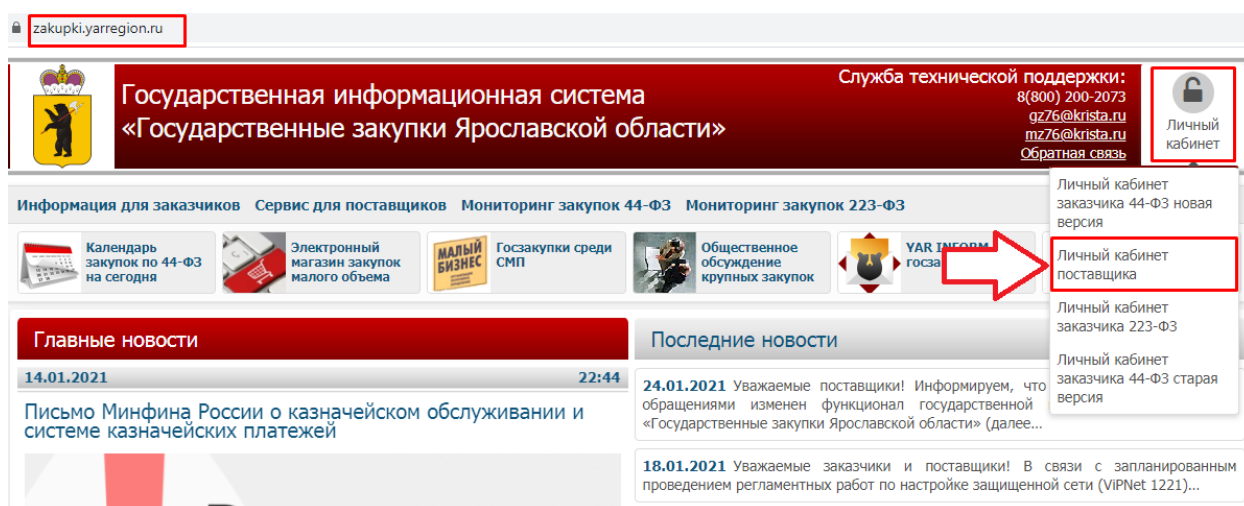 zakupki.yarregion.ru
Государственная информационная система
«Государственные закупки Ярославской области»
Служба технической поддержки:
8(800) 200-2073
gz76@krista.ru
mz76@krista.ru
Обратная связь
Личный
кабинет
Личный кабинет
заказчика 44-ФЗ новая
версия
Личный кабинет
поставщика
Личный кабинет
заказчика 223-ФЗ
Личный кабинет
заказчика 44-ФЗ старая
версия
Информация для заказчиков Сервис для поставщиков Мониторинг закупок 44-ФЗ Мониторинг закупок 223-ФЗ
Календарь
закупок по 44-ФЗ
на сегодня
Электронный
магазин закупок
малого объема
МАЛЫЙ
БИЗНЕС
Госзакупки среди
СМП
Общественное
обсуждение
крупных закупок
YAR INFORM
госза
Главные новости
14.01.2021 22:44
Письмо Минфина России о казначейском обслуживании и
системе казначейских платежей
Последние новости
24.01.2021 Уважаемые поставщики! Информируем, что
обращениями изменен функционал государственной
«Государственные закупки Ярославской области» (далее...
18.01.2021 Уважаемые заказчики и поставщики! В связи с запланированным
проведением регламентных работ по настройке защищенной сети (ViPNet 1221)...